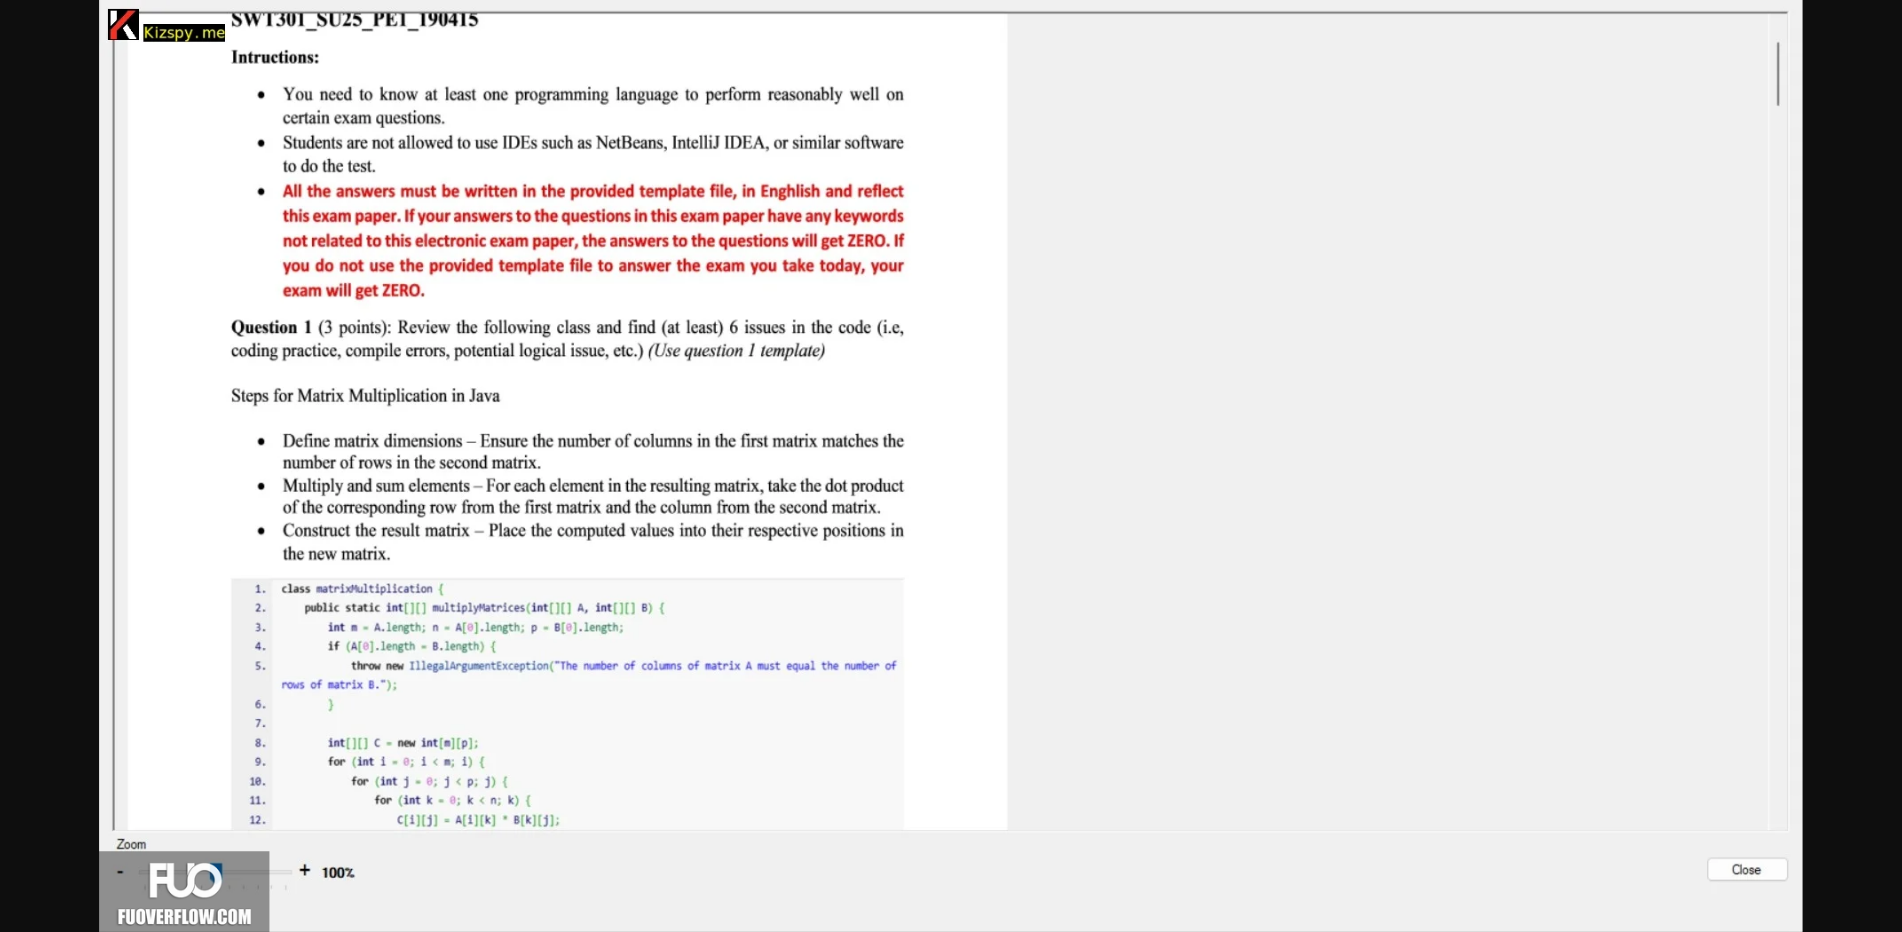 Kizspy.me
SWT301_SU25_PE1_190415
Intructions:
• You need to know at least one programming language to perform reasonably well on
certain exam questions.
• Students are not allowed to use IDEs such as NetBeans, IntelliJ IDEA, or similar software
to do the test.
• All the answers must be written in the provided template file, in Enghlish and reflect
this exam paper. If your answers to the questions in this exam paper have any keywords
not related to this electronic exam paper, the answers to the questions will get ZERO. If
you do not use the provided template file to answer the exam you take today, your
exam will get ZERO.
Question 1 (3 points): Review the following class and find (at least) 6 issues in the code (i.e,
coding practice, compile errors, potential logical issue, etc.) (Use question 1 template)
Steps for Matrix Multiplication in Java
• Define matrix dimensions – Ensure the number of columns in the first matrix matches the
number of rows in the second matrix.
• Multiply and sum elements – For each element in the resulting matrix, take the dot product
of the corresponding row from the first matrix and the column from the second matrix.
• Construct the result matrix – Place the computed values into their respective positions in
the new matrix.
1. class matrixMultiplication {
2. public static int[][] multiplyMatrices(int[][] A, int[][] B) {
3. int m = A.length; n = A[0].length; p = B[0].length;
4. if (A[0].length = B.length) {
5. throw new IllegalArgumentException("The number of columns of matrix A must equal the number of
rows of matrix B.");
6. }
7.
8. int[][] C = new int[m][p];
9. for (int i = 0; i < m; i) {
10. for (int j = 0; j < p; j) {
11. for (int k = 0; k < n; k) {
12. C[i][j] = A[i][k] * B[k][j];
Zoom
- + 100%
Close
FUO
FUOVERFLOW.COM